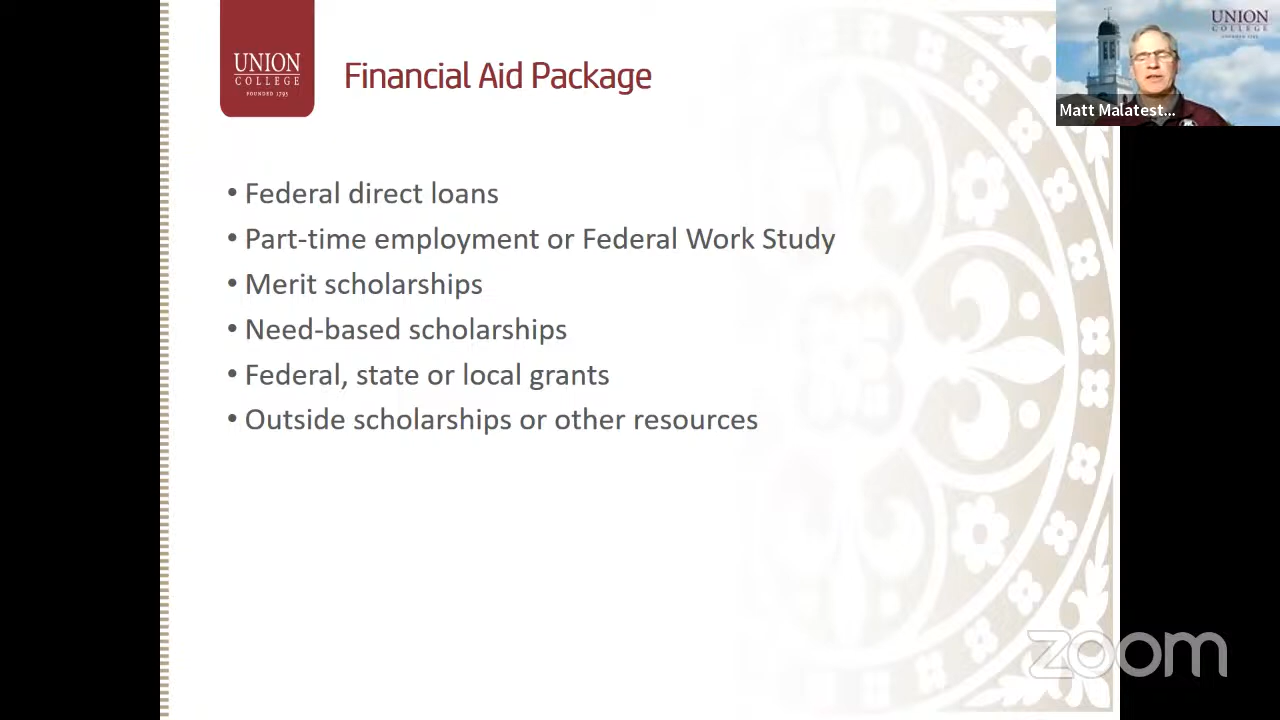 UNION
COLLEGE
FOUNDED 1795
Financial Aid Package
• Federal direct loans
• Part-time employment or Federal Work Study
• Merit scholarships
• Need-based scholarships
• Federal, state or local grants
• Outside scholarships or other resources
UNION
COLLEGE
Matt Malatest...
zoom